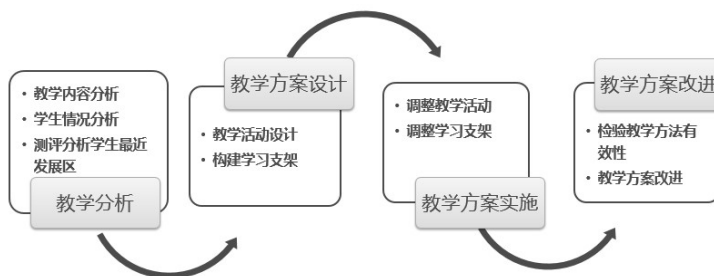 教学内容分析
学生情况分析
测评分析学生最近
发展区
教学分析
教学方案设计
教学活动设计
构建学习支架
调整教学活动
调整学习支架
教学方案实施
教学方案改进
检验教学方法有
效性
教学方案改进